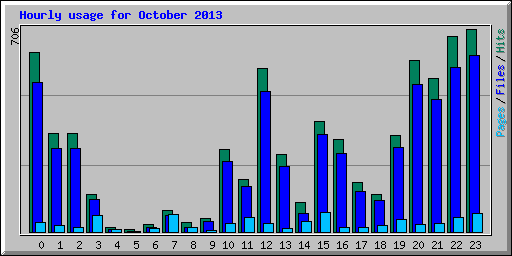 Hourly usage for October 2013
706
Pages / Files / Hits
0 1 2 3 4 5 6 7 8 9 10 11 12 13 14 15 16 17 18 19 20 21 22 23